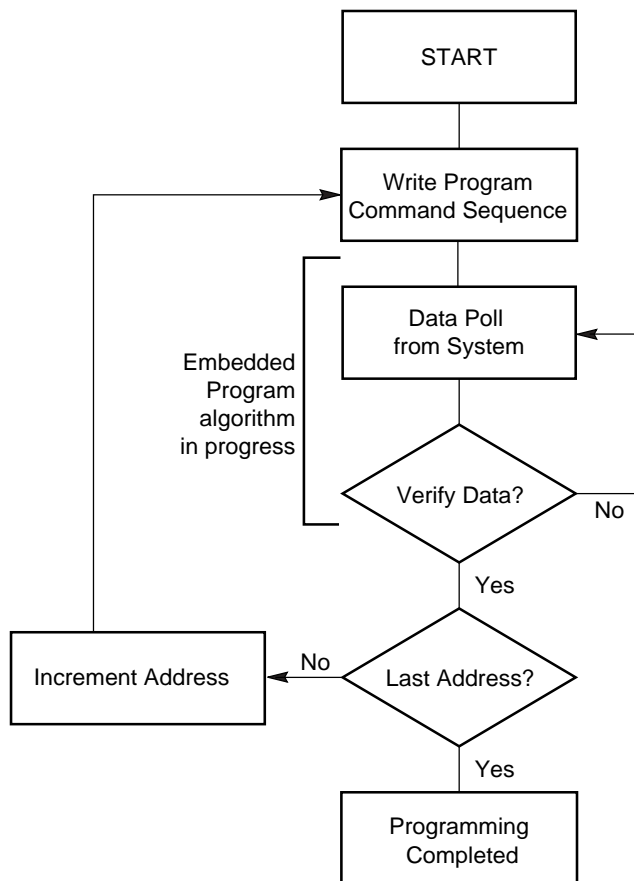 START
Write Program
Command Sequence
Data Poll
from System
Embedded
Program
algorithm
in progress
Verify Data?
No
Yes
No
Increment Address
Last Address?
Yes
Programming
Completed